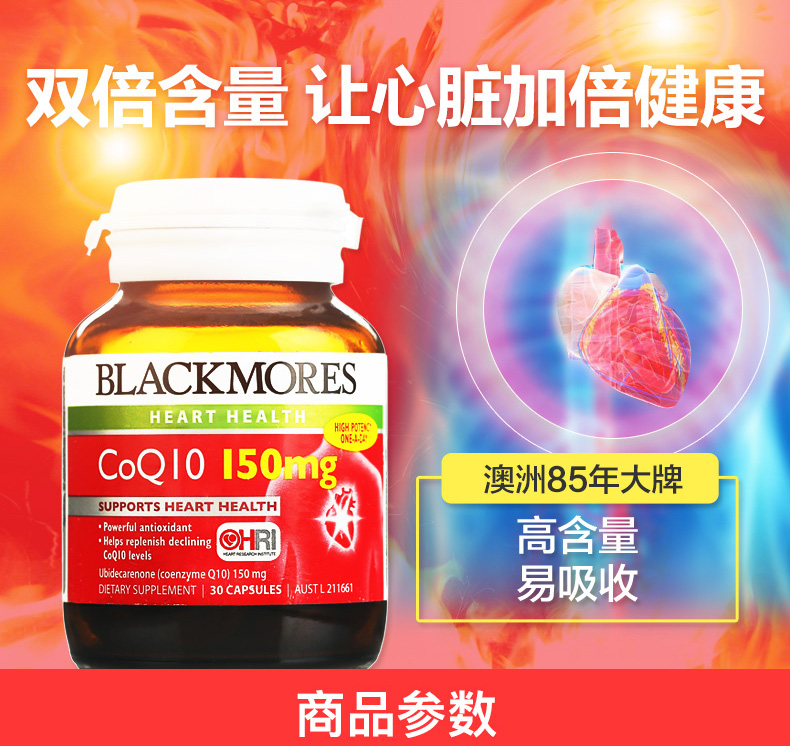 双倍含量 让心脏加倍健康
BLACKMORES
HEART HEALTH
HIGH POTENCY
ONE-A-DAY
CoQ10 150mg
SUPPORTS HEART HEALTH
• Powerful antioxidant
• Helps replenish declining
CoQ10 levels
HRI
HEART RESEARCH INSTITUTE
Ubidecarenone (coenzyme Q10) 150 mg
DIETARY SUPPLEMENT | 30 CAPSULES | AUST L 211661
澳洲85年大牌
高含量
易吸收
商品参数